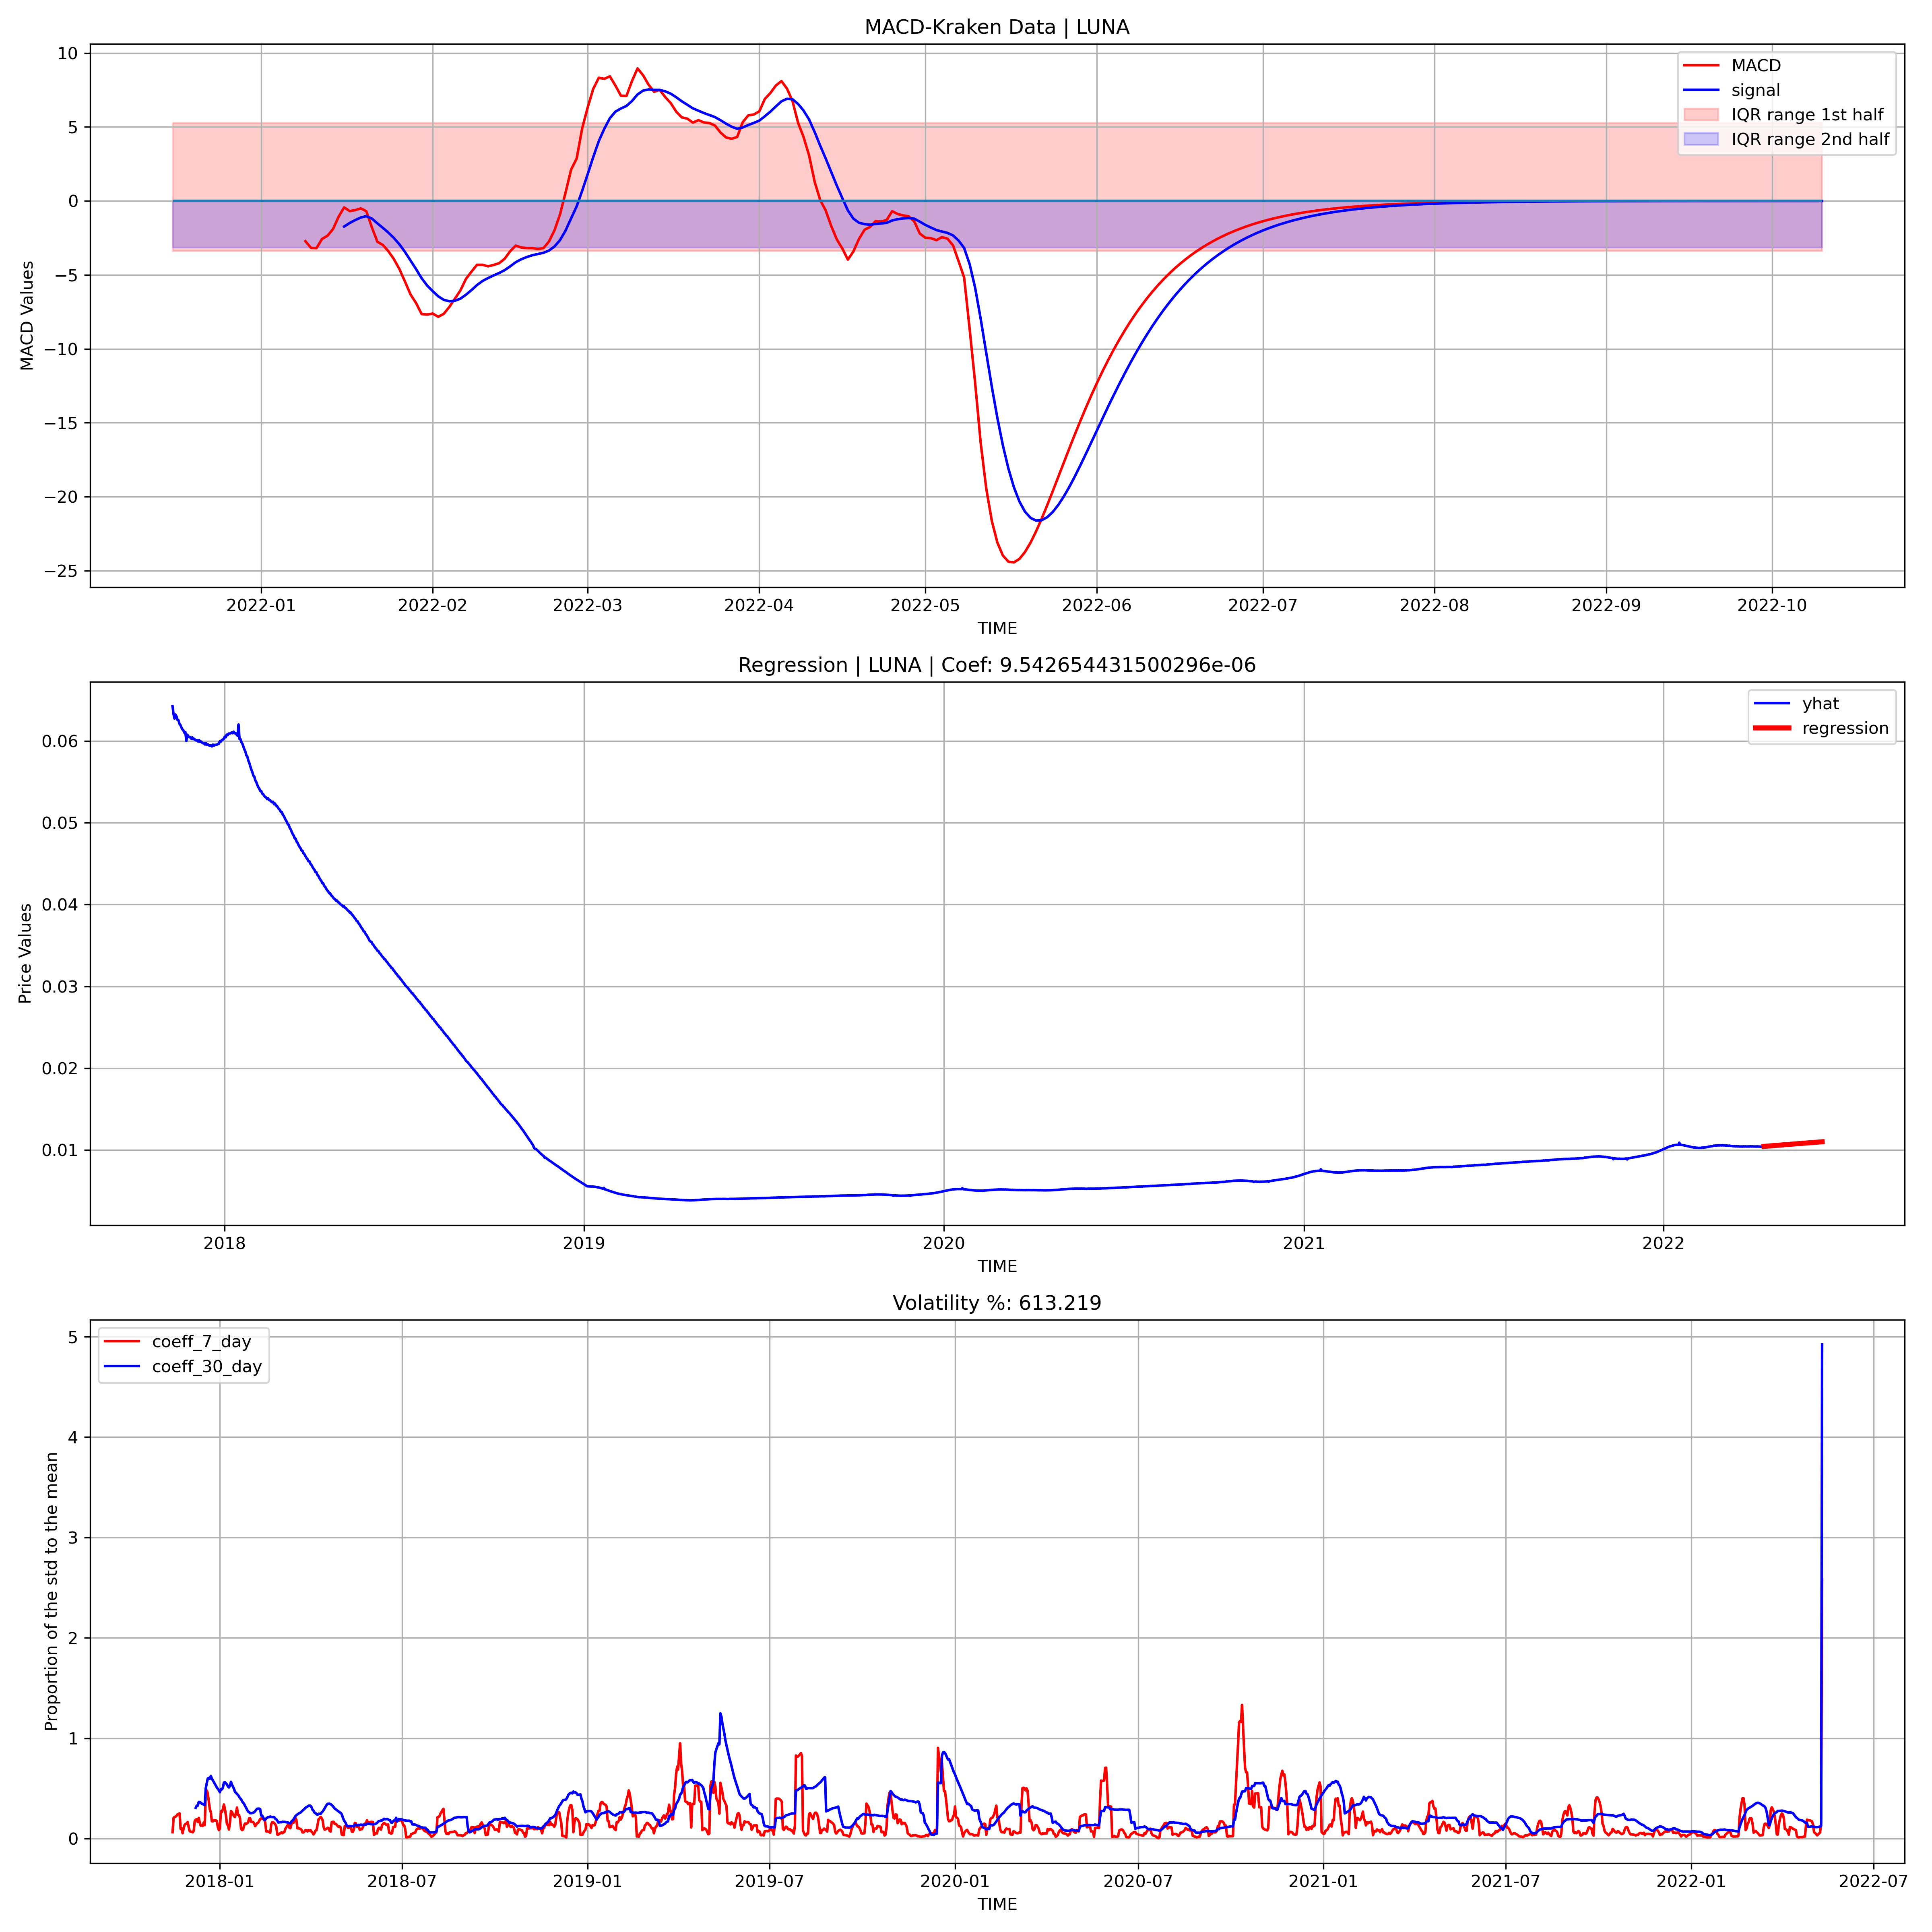 MACD-Kraken Data | LUNA
MACD
signal
IQR range 1st half
IQR range 2nd half
10
5
0
−5
−10
−15
−20
−25
MACD Values
2022-01 2022-02 2022-03 2022-04 2022-05 2022-06 2022-07 2022-08 2022-09 2022-10
TIME
Regression | LUNA | Coef: 9.542654431500296e-06
yhat
regression
0.06
0.05
0.04
0.03
0.02
0.01
Price Values
2018 2019 2020 2021 2022
TIME
Volatility %: 613.219
coeff_7_day
coeff_30_day
5
4
3
2
1
0
Proportion of the std to the mean
2018-01 2018-07 2019-01 2019-07 2020-01 2020-07 2021-01 2021-07 2022-01 2022-07
TIME